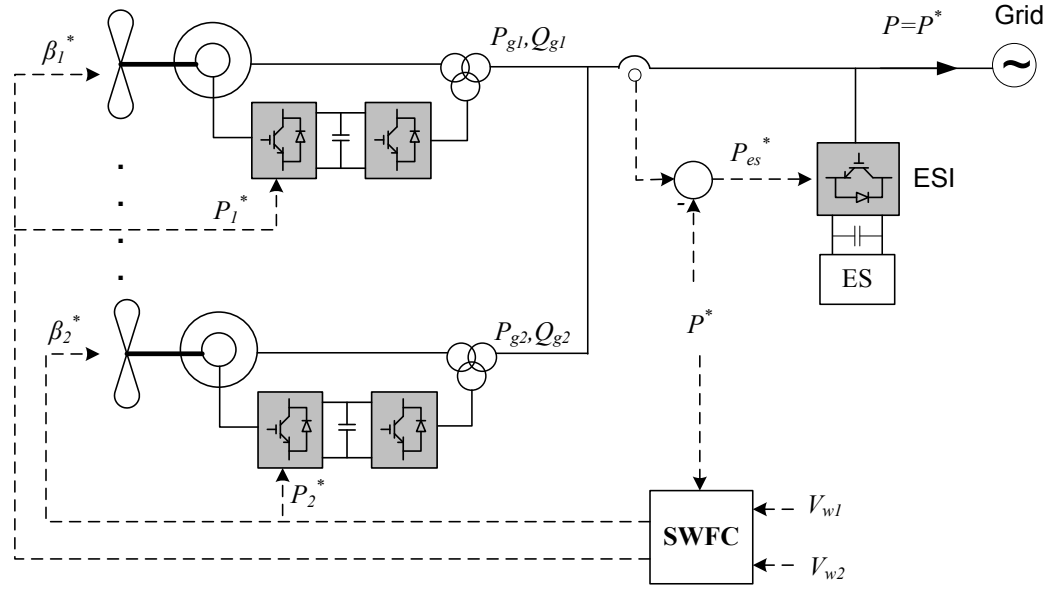 Grid
P=P*
β1*
Pg1,Qg1
~
Pes*
ESI
P1*
ES
β2*
Pg2,Qg2
P*
-
P2*
SWFC
Vw1
Vw2